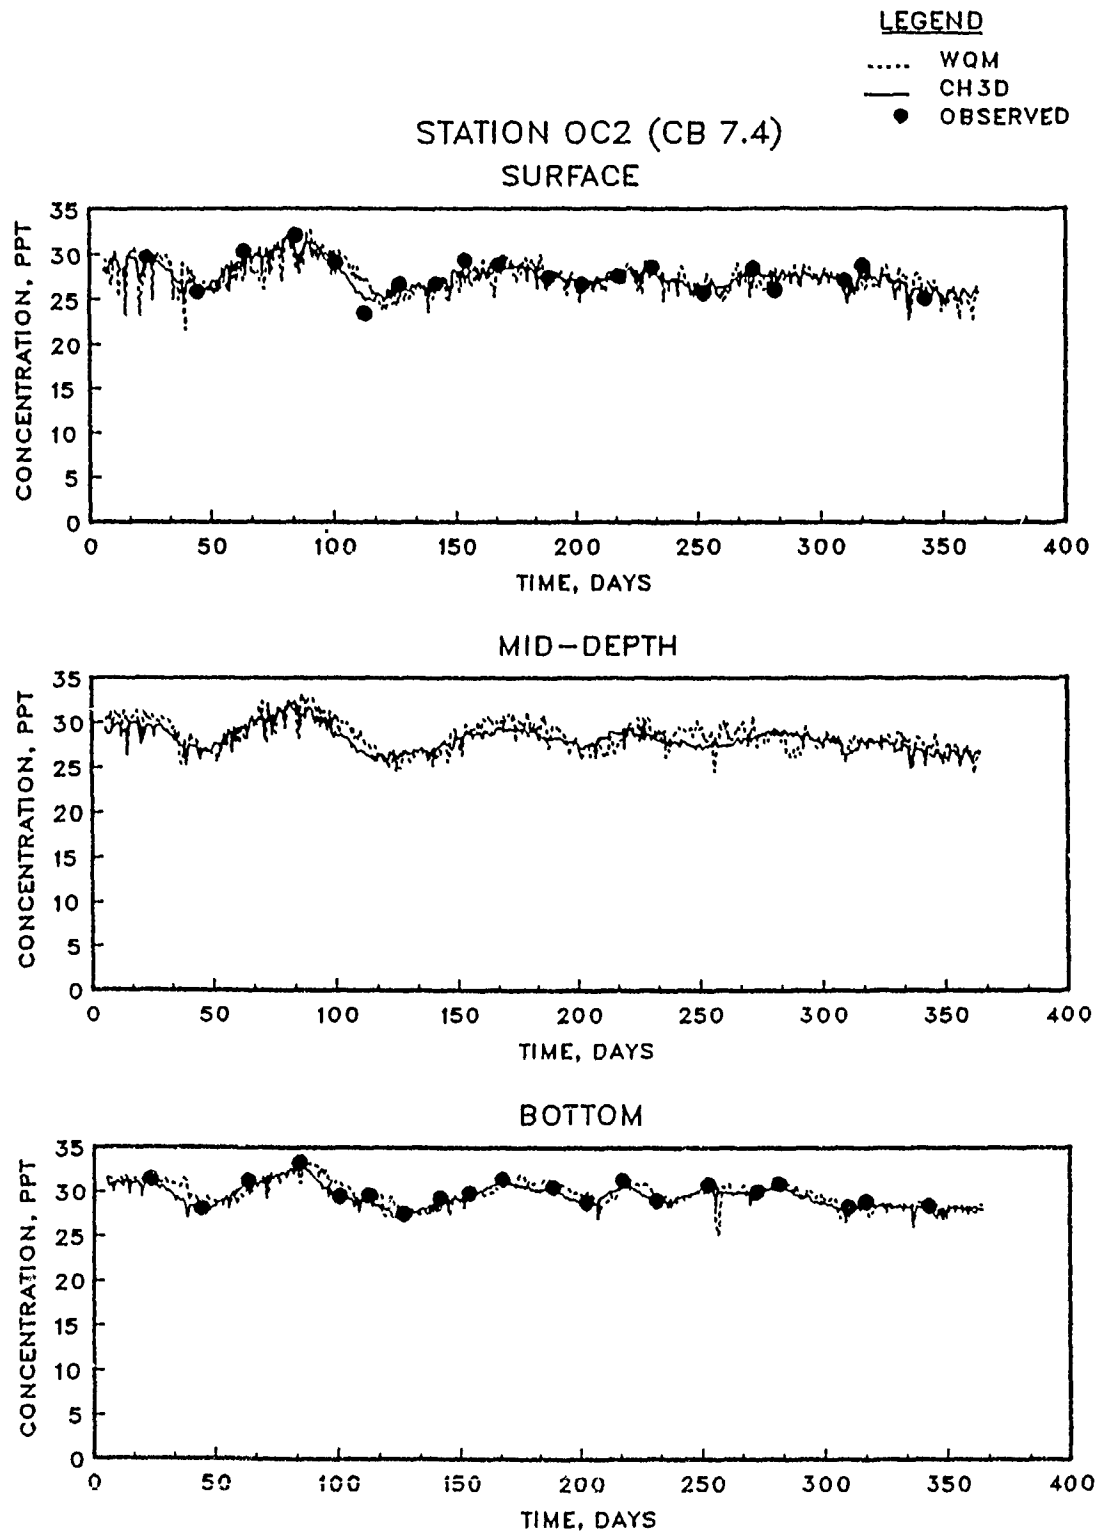 LEGEND
WQM
CH3D
OBSERVED
STATION OC2 (CB 7.4)
SURFACE
CONCENTRATION, PPT
35
30
25
20
15
10
5
0
0 50 100 150 200 250 300 350 400
TIME, DAYS
MID-DEPTH
CONCENTRATION, PPT
35
30
25
20
15
10
5
0
0 50 100 150 200 250 300 350 400
TIME, DAYS
BOTTOM
CONCENTRATION, PPT
35
30
25
20
15
10
5
0
0 50 100 150 200 250 300 350 400
TIME, DAYS